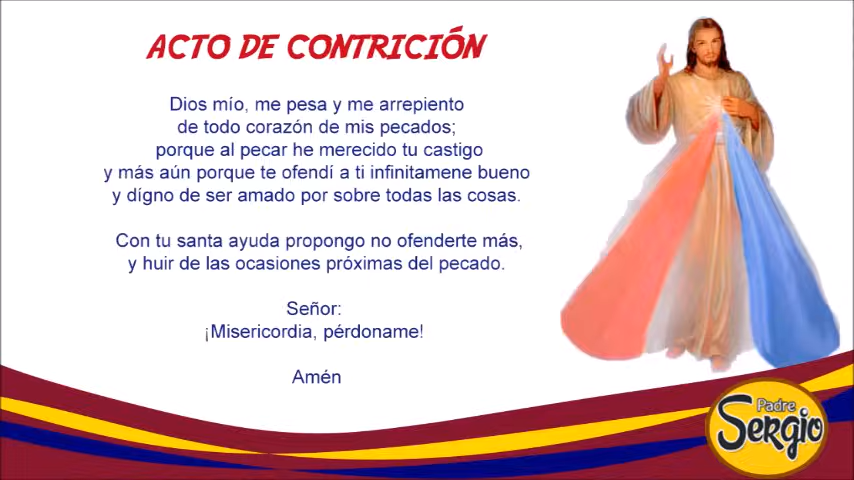 ACTO DE CONTRICIÓN
Dios mío, me pesa y me arrepiento
de todo corazón de mis pecados;
porque al pecar he merecido tu castigo
y más aún porque te ofendí a ti infinitamene bueno
y dígno de ser amado por sobre todas las cosas.
Con tu santa ayuda propongo no ofenderte más,
y huir de las ocasiones próximas del pecado.
Señor:
¡Misericordia, pérdoname!
Amén
Padre
Sergio